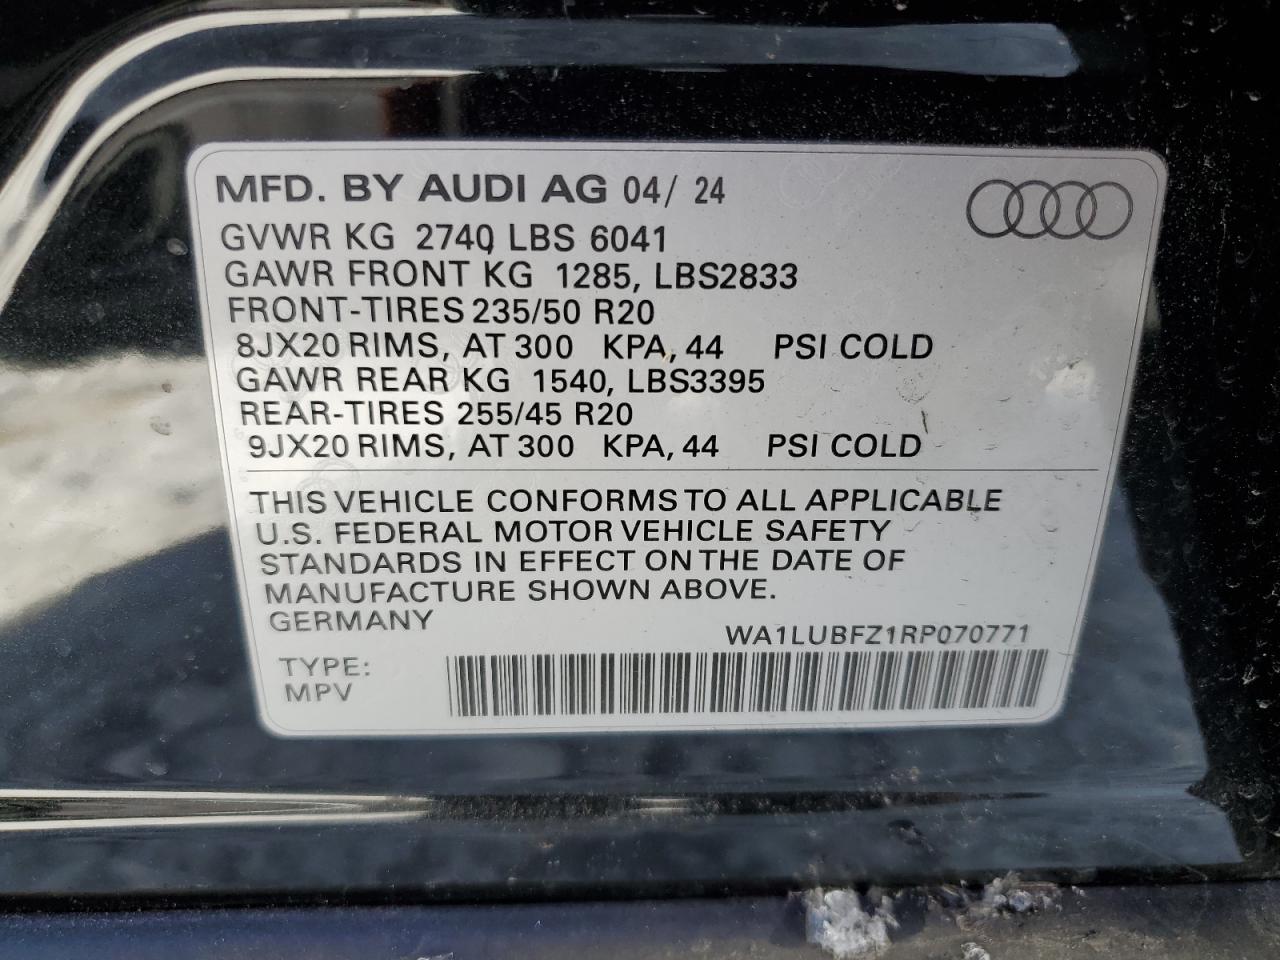 MFD. BY AUDI AG 04/ 24
GVWR KG 2740 LBS 6041
GAWR FRONT KG 1285, LBS2833
FRONT-TIRES 235/50 R20
8JX20 RIMS, AT 300 KPA, 44 PSI COLD
GAWR REAR KG 1540, LBS3395
REAR-TIRES 255/45 R20
9JX20 RIMS, AT 300 KPA, 44 PSI COLD
THIS VEHICLE CONFORMS TO ALL APPLICABLE
U.S. FEDERAL MOTOR VEHICLE SAFETY
STANDARDS IN EFFECT ON THE DATE OF
MANUFACTURE SHOWN ABOVE.
GERMANY
WA1LUBFZ1RP070771
TYPE:
MPV